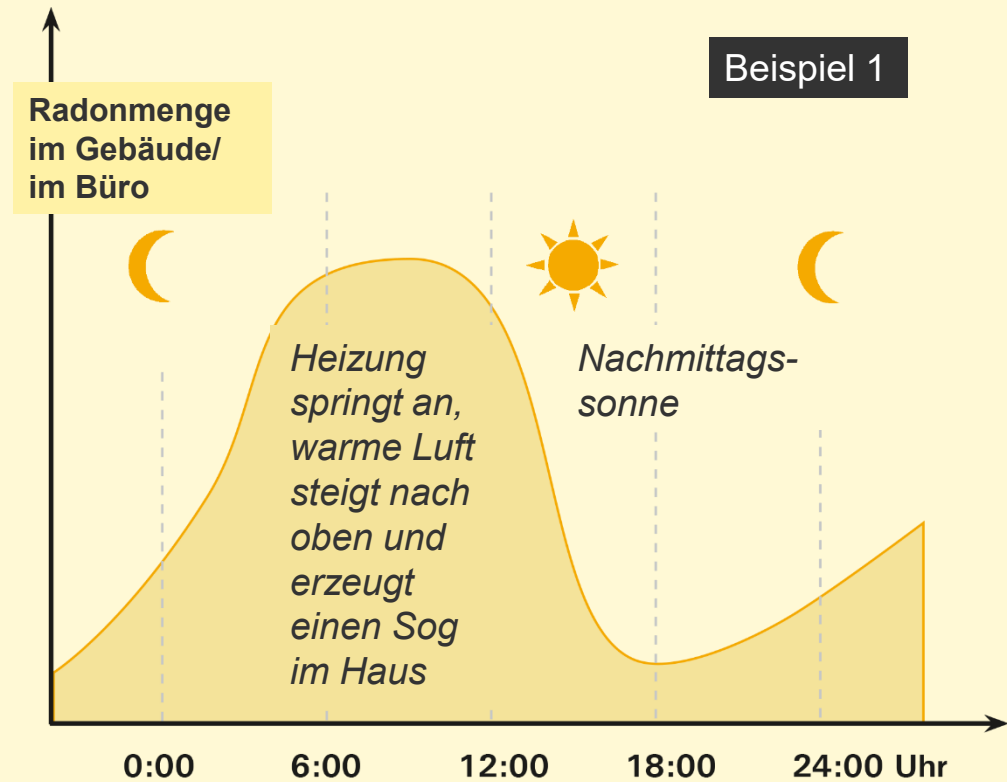 Beispiel 1
Radonmenge
im Gebäude/
im Büro
Heizung
springt an,
warme Luft
steigt nach
oben und
erzeugt
einen Sog
im Haus
Nachmittags-
sonne
0:00 6:00 12:00 18:00 24:00 Uhr